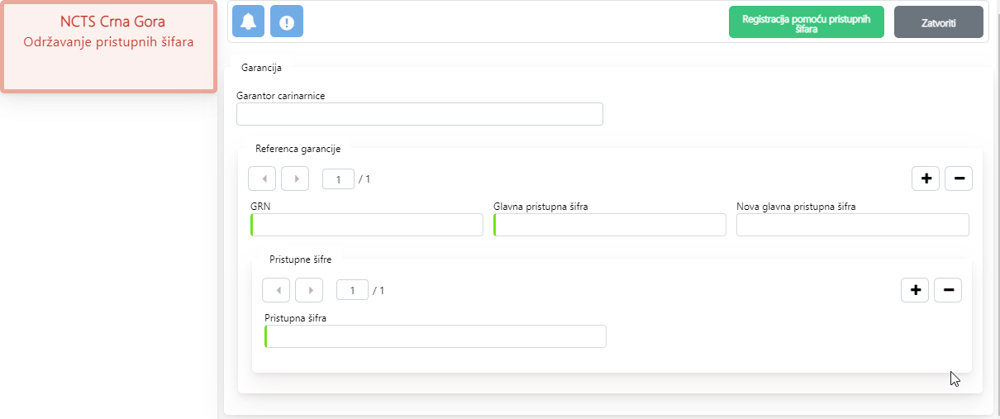 NCTS Crna Gora
Održavanje pristupnih šifara
Registracija pomoću pristupnih
šifara
Zatvoriti
Garancija
Garantor carinarnice
Referenca garancije
1 / 1
GRN
Glavna pristupna šifra
Nova glavna pristupna šifra
Pristupne šifre
1 / 1
Pristupna šifra